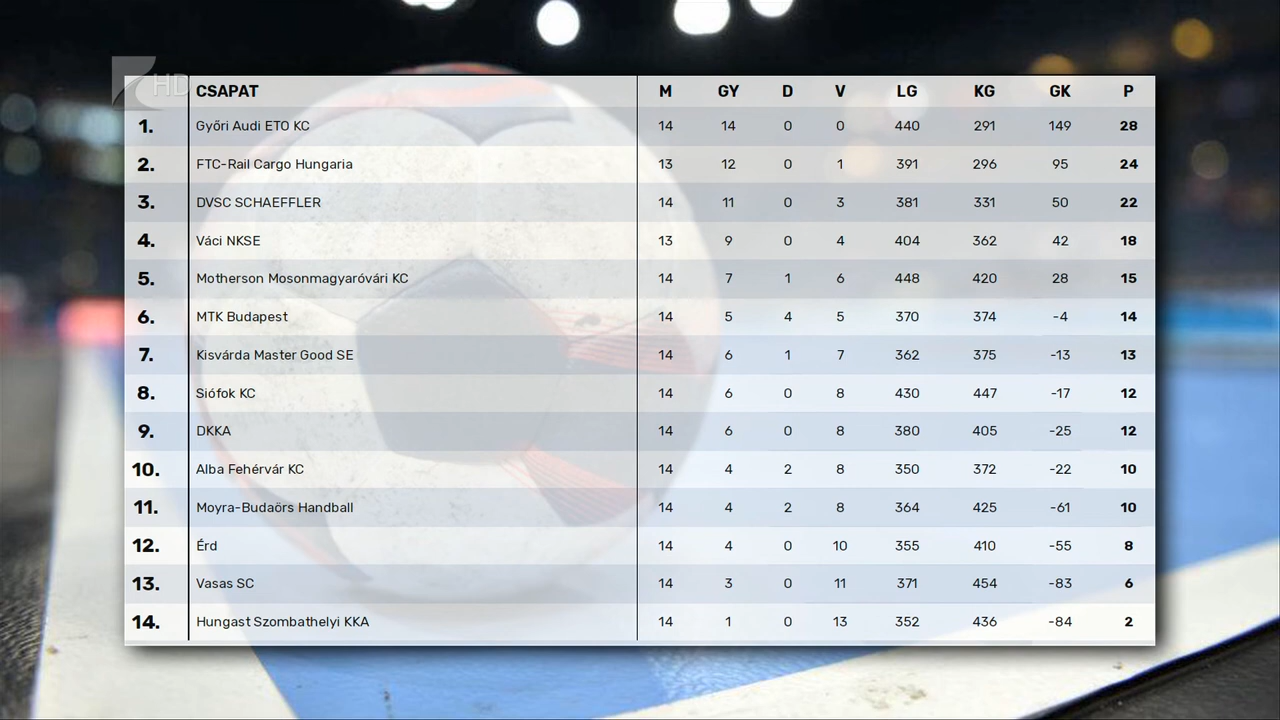 HD
CSAPAT M GY D V LG KG GK P
1. Győri Audi ETO KC 14 14 0 0 440 291 149 28
2. FTC-Rail Cargo Hungaria 13 12 0 1 391 296 95 24
3. DVSC SCHAEFFLER 14 11 0 3 381 331 50 22
4. Váci NKSE 13 9 0 4 404 362 42 18
5. Motherson Mosonmagyaróvári KC 14 7 1 6 448 420 28 15
6. MTK Budapest 14 5 4 5 370 374 -4 14
7. Kisvárda Master Good SE 14 6 1 7 362 375 -13 13
8. Siófok KC 14 6 0 8 430 447 -17 12
9. DKKA 14 6 0 8 380 405 -25 12
10. Alba Fehérvár KC 14 4 2 8 350 372 -22 10
11. Moyra-Budaörs Handball 14 4 2 8 364 425 -61 10
12. Érd 14 4 0 10 355 410 -55 8
13. Vasas SC 14 3 0 11 371 454 -83 6
14. Hungast Szombathelyi KKA 14 1 0 13 352 436 -84 2